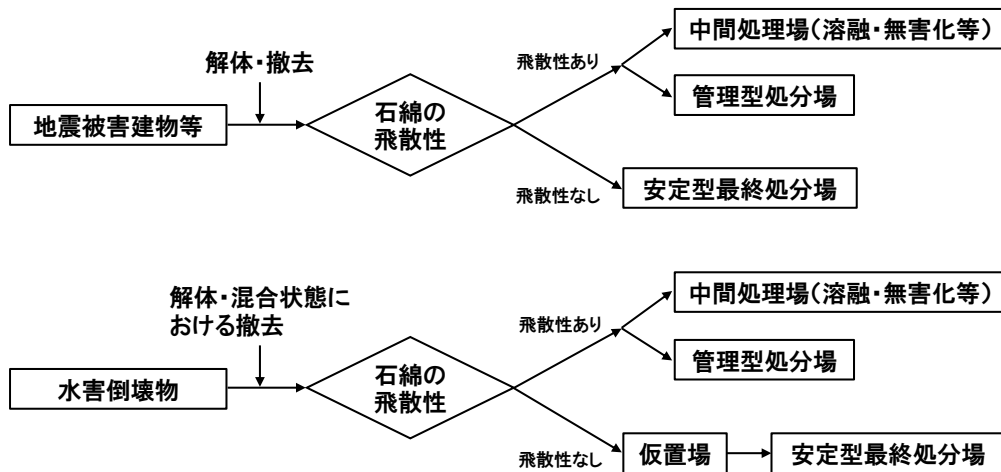 解体・撤去
地震被害建物等
石綿の
飛散性
飛散性あり
中間処理場（溶融・無害化等）
管理型処分場
飛散性なし
安定型最終処分場
解体・混合状態に
おける撤去
水害倒壊物
石綿の
飛散性
飛散性あり
中間処理場（溶融・無害化等）
管理型処分場
飛散性なし
仮置場
安定型最終処分場